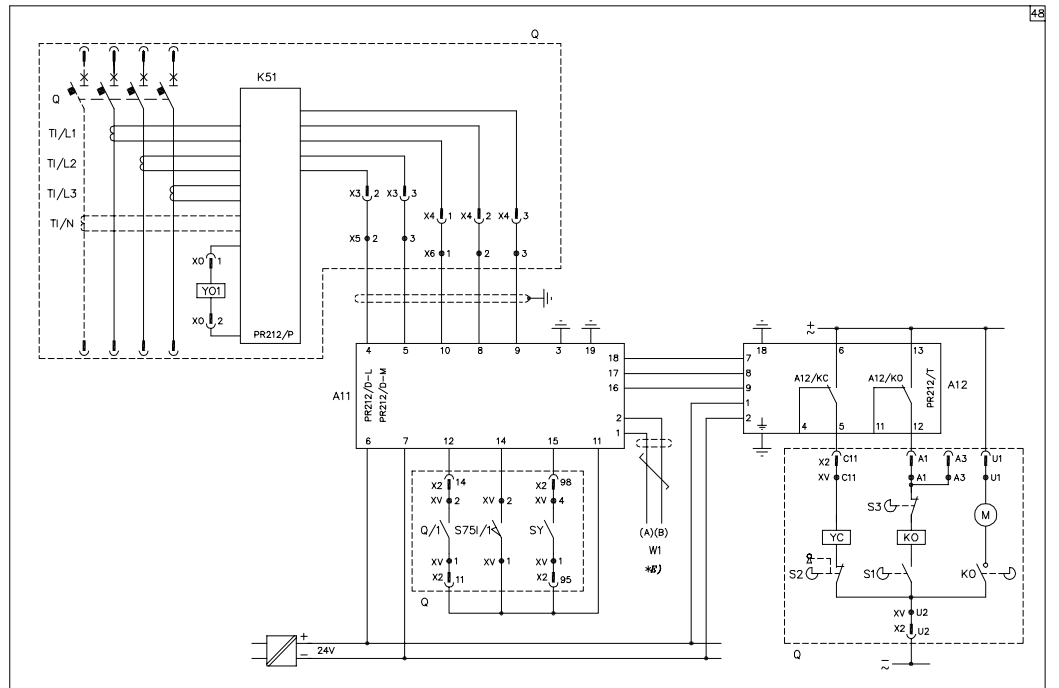 48
Q
K51
Q
TI/L1
TI/L2
TI/L3
TI/N
X3 2 X3 3
X4 1 X4 2 X4 3
X5 2 3 X6 1 2 3
X0 1
YO1
X0 2
PR212/P
4 5 10 8 9 3 19
A11
PR212/D-L
PR212/D-M
18
17
16
2
1
6 7 12 14 15 11
7
8
9
1
2
18 6 13
A12/KC A12/KO
PR212/T
A12
4 5 11 12
X2 14 X2 98
XV 2 XV 2 XV 4
Q/1 S75I/1 SY
XV 1 XV 1 XV 1
X2 11 X2 95
Q
(A)(B)
W1
*E)
X2 C11 A1 A3 U1
XV C11 A1 A3 U1
S3
M
YC KO
S2 S1 KO
XV U2
X2 U2
Q
+
~
–
~
+
–
24V